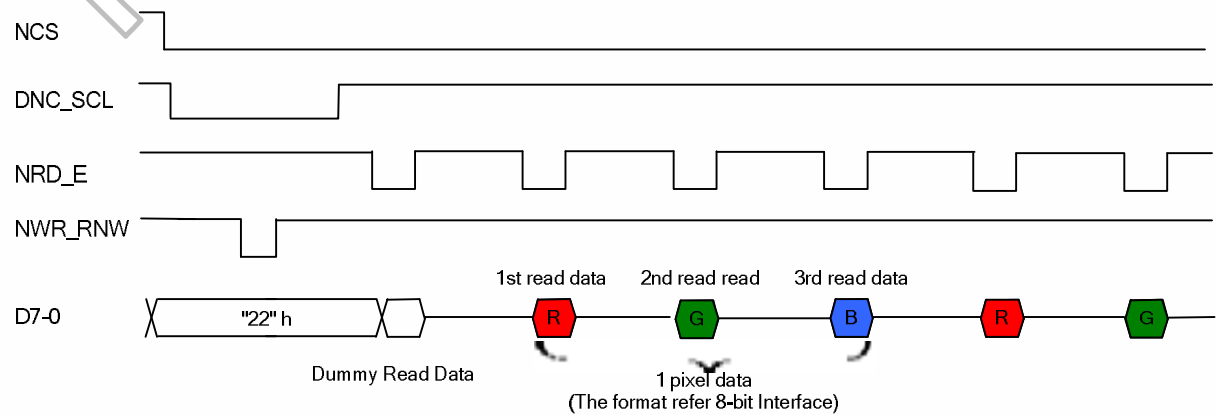 NCS
DNC_SCL
NRD_E
NWR_RNW
1st read data 2nd read read 3rd read data
D7-0 "22" h R G B R G
Dummy Read Data
1 pixel data
(The format refer 8-bit Interface)